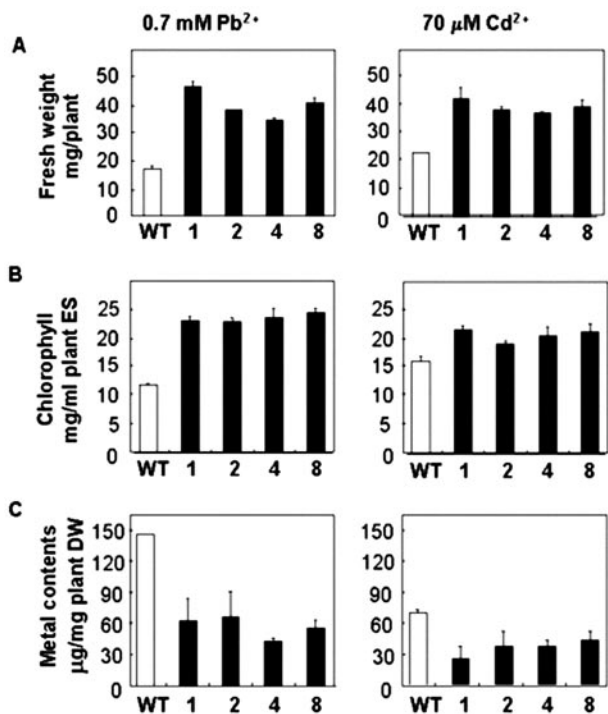 0.7 mM Pb²⁺ 70 µM Cd²⁺
A
Fresh weight
mg/plant
50
40
30
20
10
0
WT 1 2 4 8
50
40
30
20
10
0
WT 1 2 4 8
B
Chlorophyll
mg/ml plant ES
25
20
15
10
5
0
WT 1 2 4 8
25
20
15
10
5
0
WT 1 2 4 8
C
Metal contents
µg/mg plant DW
150
120
90
60
30
0
WT 1 2 4 8
150
120
90
60
30
0
WT 1 2 4 8